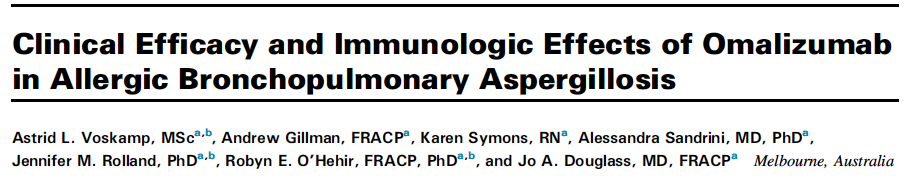 Clinical Efficacy and Immunologic Effects of Omalizumab
in Allergic Bronchopulmonary Aspergillosis
Astrid L. Voskamp, MSc^a,b, Andrew Gillman, FRACP^a, Karen Symons, RN^a, Alessandra Sandrini, MD, PhD^a,
Jennifer M. Rolland, PhD^a,b, Robyn E. O'Hehir, FRACP, PhD^a,b, and Jo A. Douglass, MD, FRACP^a Melbourne, Australia